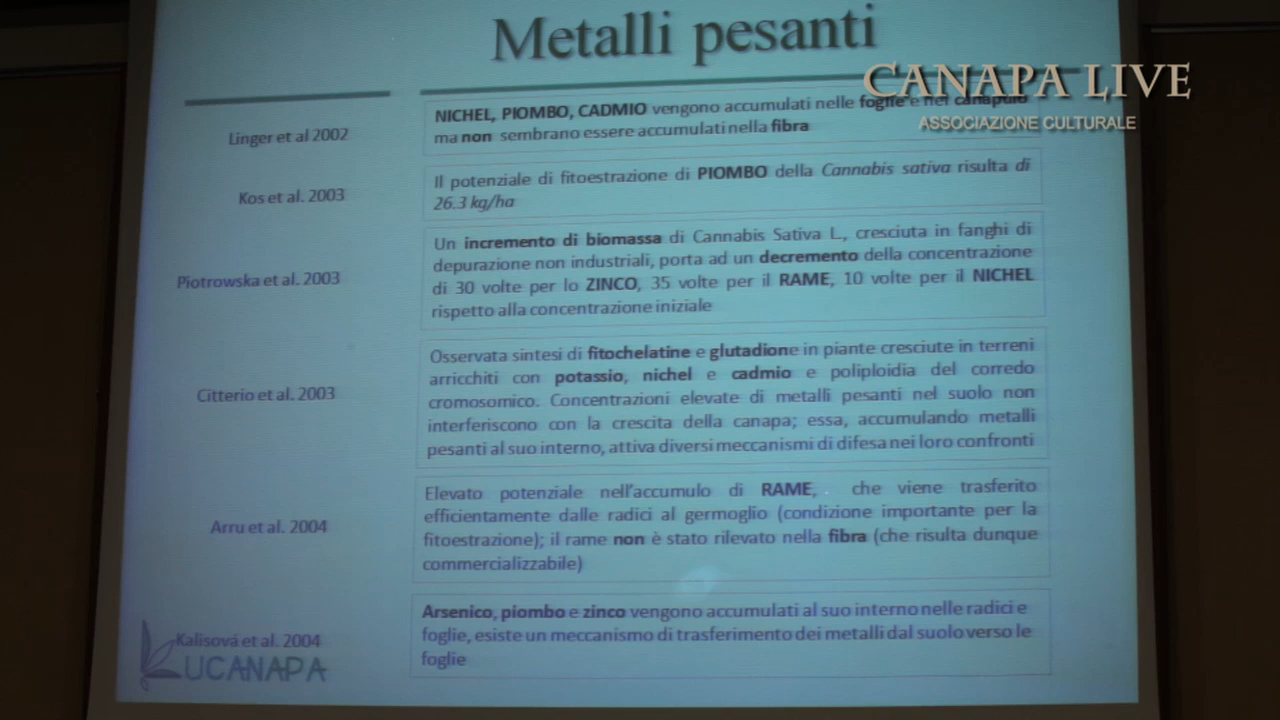 Metalli pesanti
CANAPA LIVE
ASSOCIAZIONE CULTURALE
Linger et al 2002
NICHEL, PIOMBO, CADMIO vengono accumulati nelle foglie e nel canapulo
ma non sembrano essere accumulati nella fibra
Kos et al. 2003
Il potenziale di fitoestrazione di PIOMBO della Cannabis sativa risulta di
26.3 kg/ha
Piotrowska et al. 2003
Un incremento di biomassa di Cannabis Sativa L., cresciuta in fanghi di
depurazione non industriali, porta ad un decremento della concentrazione
di 30 volte per lo ZINCO, 35 volte per il RAME, 10 volte per il NICHEL
rispetto alla concentrazione iniziale
Citterio et al. 2003
Osservata sintesi di fitochelatine e glutadione in piante cresciute in terreni
arricchiti con potassio, nichel e cadmio e poliploidia del corredo
cromosomico. Concentrazioni elevate di metalli pesanti nel suolo non
interferiscono con la crescita della canapa; essa, accumulando metalli
pesanti al suo interno, attiva diversi meccanismi di difesa nei loro confronti
Arru et al. 2004
Elevato potenziale nell'accumulo di RAME, che viene trasferito
efficientemente dalle radici al germoglio (condizione importante per la
fitoestrazione); il rame non è stato rilevato nella fibra (che risulta dunque
commercializzabile)
Kalisová et al. 2004
Arsenico, piombo e zinco vengono accumulati al suo interno nelle radici e
foglie, esiste un meccanismo di trasferimento dei metalli dal suolo verso le
foglie
LUCANAPA